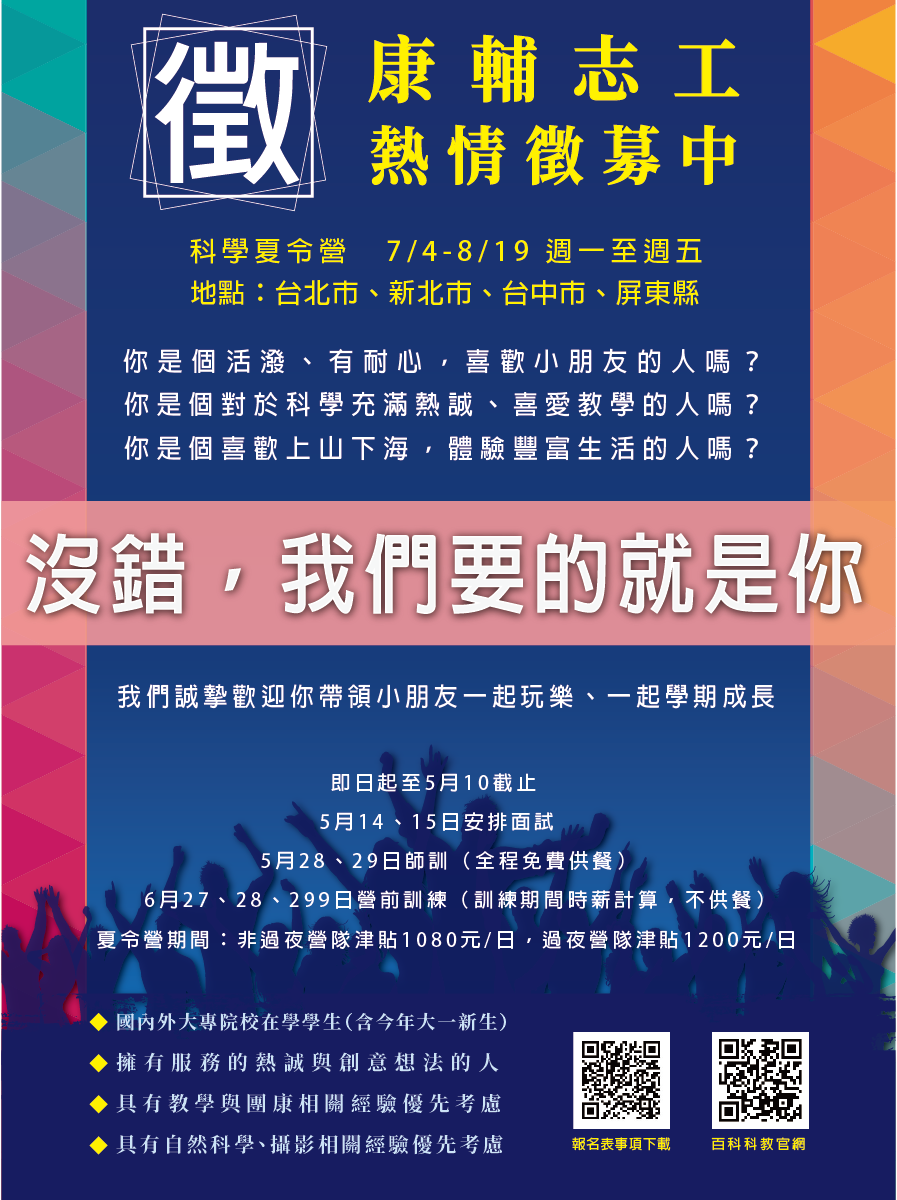 徵
康輔志工
熱情徵募中
科學夏令營 7/4-8/19 週一至週五
地點：台北市、新北市、台中市、屏東縣
你是個活潑、有耐心，喜歡小朋友的人嗎？
你是個對於科學充滿熱誠、喜愛教學的人嗎？
你是個喜歡上山下海，體驗豐富生活的人嗎？
沒錯，我們要的就是你
我們誠摯歡迎你帶領小朋友一起玩樂、一起學期成長
即日起至5月10截止
5月14、15日安排面試
5月28、29日師訓（全程免費供餐）
6月27、28、299日營前訓練（訓練期間時薪計算，不供餐）
夏令營期間：非過夜營隊津貼1080元/日，過夜營隊津貼1200元/日
◆ 國內外大專院校在學學生（含今年大一新生）
◆ 擁有服務的熱誠與創意想法的人
◆ 具有教學與團康相關經驗優先考慮
◆ 具有自然科學、攝影相關經驗優先考慮
報名表事項下載
百科科教官網